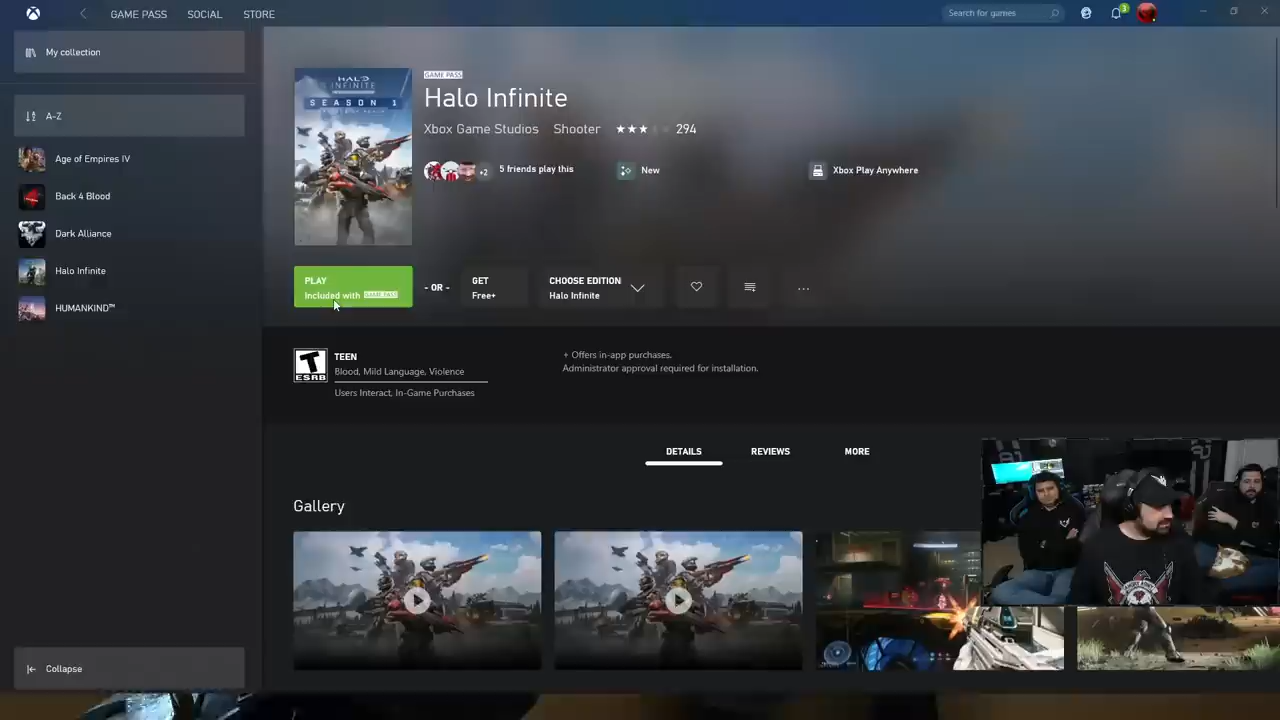 GAME PASS
SOCIAL
STORE
Search for games
3
My collection
A-Z
Age of Empires IV
Back 4 Blood
Dark Alliance
Halo Infinite
HUMANKIND™
Collapse
HALO
INFINITE
SEASON 1
GAME PASS
Halo Infinite
Xbox Game Studios Shooter 294
+2 5 friends play this
New
Xbox Play Anywhere
PLAY
Included with GAME PASS
- OR -
GET
Free+
CHOOSE EDITION
Halo Infinite
...
T
ESRB
TEEN
Blood, Mild Language, Violence
Users Interact, In-Game Purchases
+ Offers in-app purchases.
Administrator approval required for installation.
DETAILS
REVIEWS
MORE
Gallery